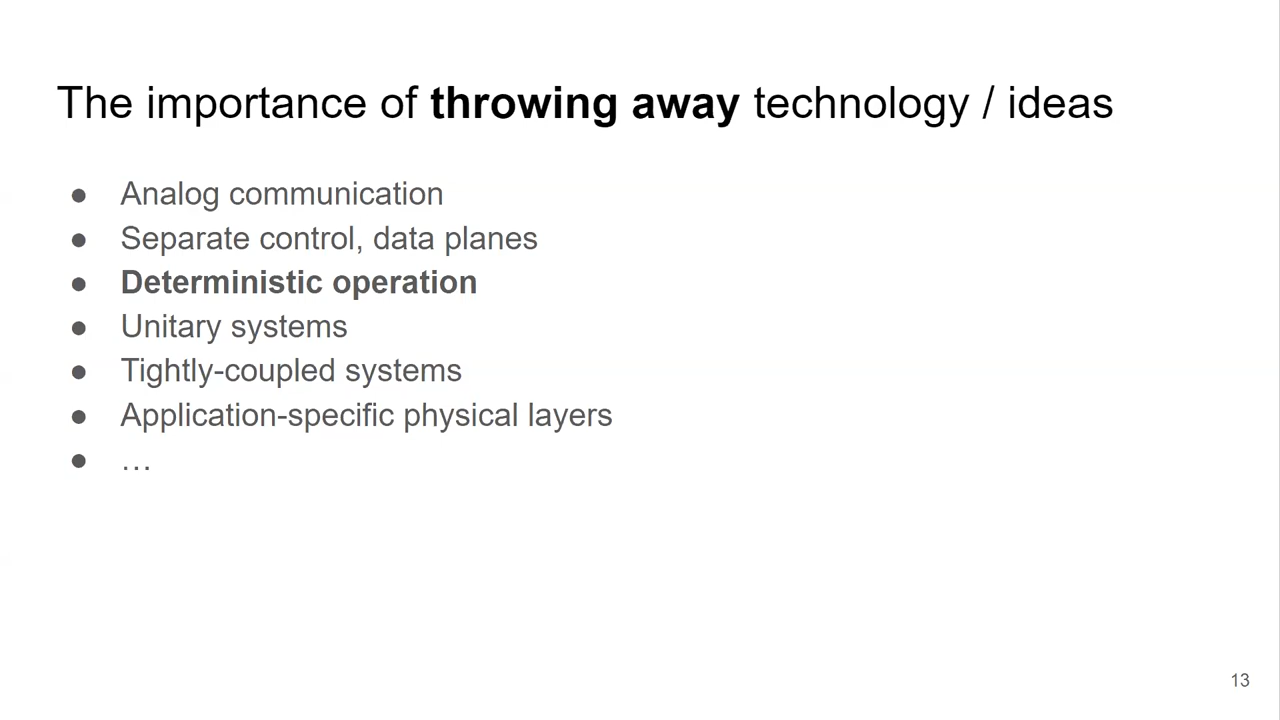 The importance of throwing away technology / ideas
● Analog communication
● Separate control, data planes
● Deterministic operation
● Unitary systems
● Tightly-coupled systems
● Application-specific physical layers
● …
13